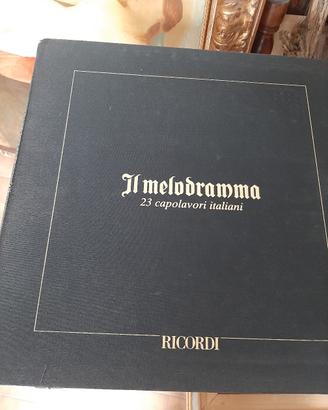 Il melodramma
23 capolavori italiani
RICORDI